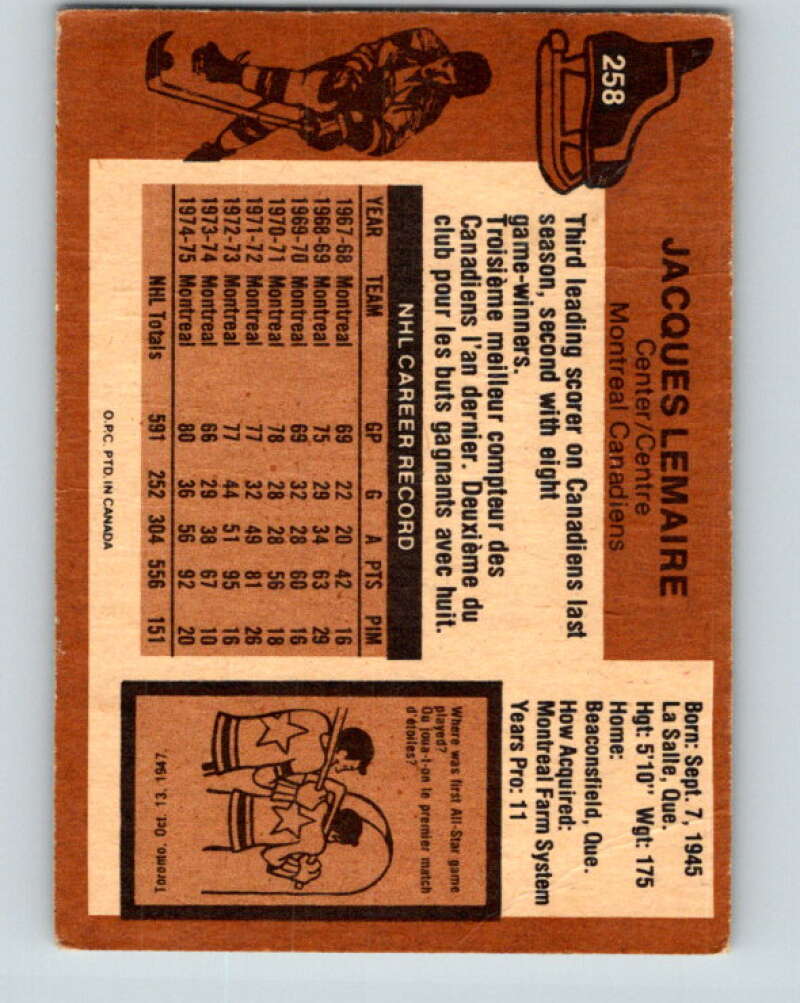 258
JACQUES LEMAIRE
Center/Centre
Montreal Canadiens
Third leading scorer on Canadiens last
season, second with eight
game-winners.
Troisième meilleur compteur des
Canadiens l'an dernier. Deuxième du
club pour les buts gagnants avec huit.
NHL CAREER RECORD
YEAR TEAM GP G A PTS PIM
1967-68 Montreal 69 22 20 42 16
1968-69 Montreal 75 29 34 63 29
1969-70 Montreal 69 32 28 60 16
1970-71 Montreal 78 28 28 56 18
1971-72 Montreal 77 32 49 81 26
1972-73 Montreal 77 44 51 95 16
1973-74 Montreal 66 29 38 67 10
1974-75 Montreal 80 36 56 92 20
NHL Totals 591 252 304 556 151
O.P.C. PTD. IN CANADA
Born: Sept. 7, 1945
La Salle, Que.
Hgt: 5'10" Wgt: 175
Home:
Beaconsfield, Que.
How Acquired:
Montreal Farm System
Years Pro: 11
Where was first All-Star game
played?
Où joua-t-on le premier match
d'étoiles?
Toronto, Oct. 13, 1947.